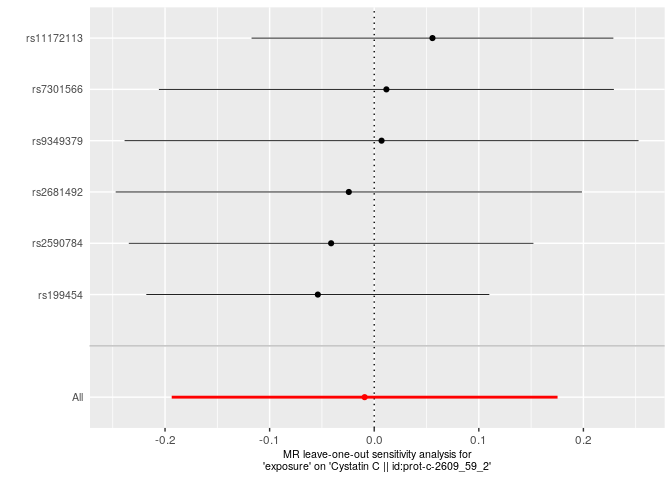 rs11172113
rs7301566
rs9349379
rs2681492
rs2590784
rs199454
All
-0.2 -0.1 0.0 0.1 0.2
MR leave-one-out sensitivity analysis for
'exposure' on 'Cystatin C || id:prot-c-2609_59_2'